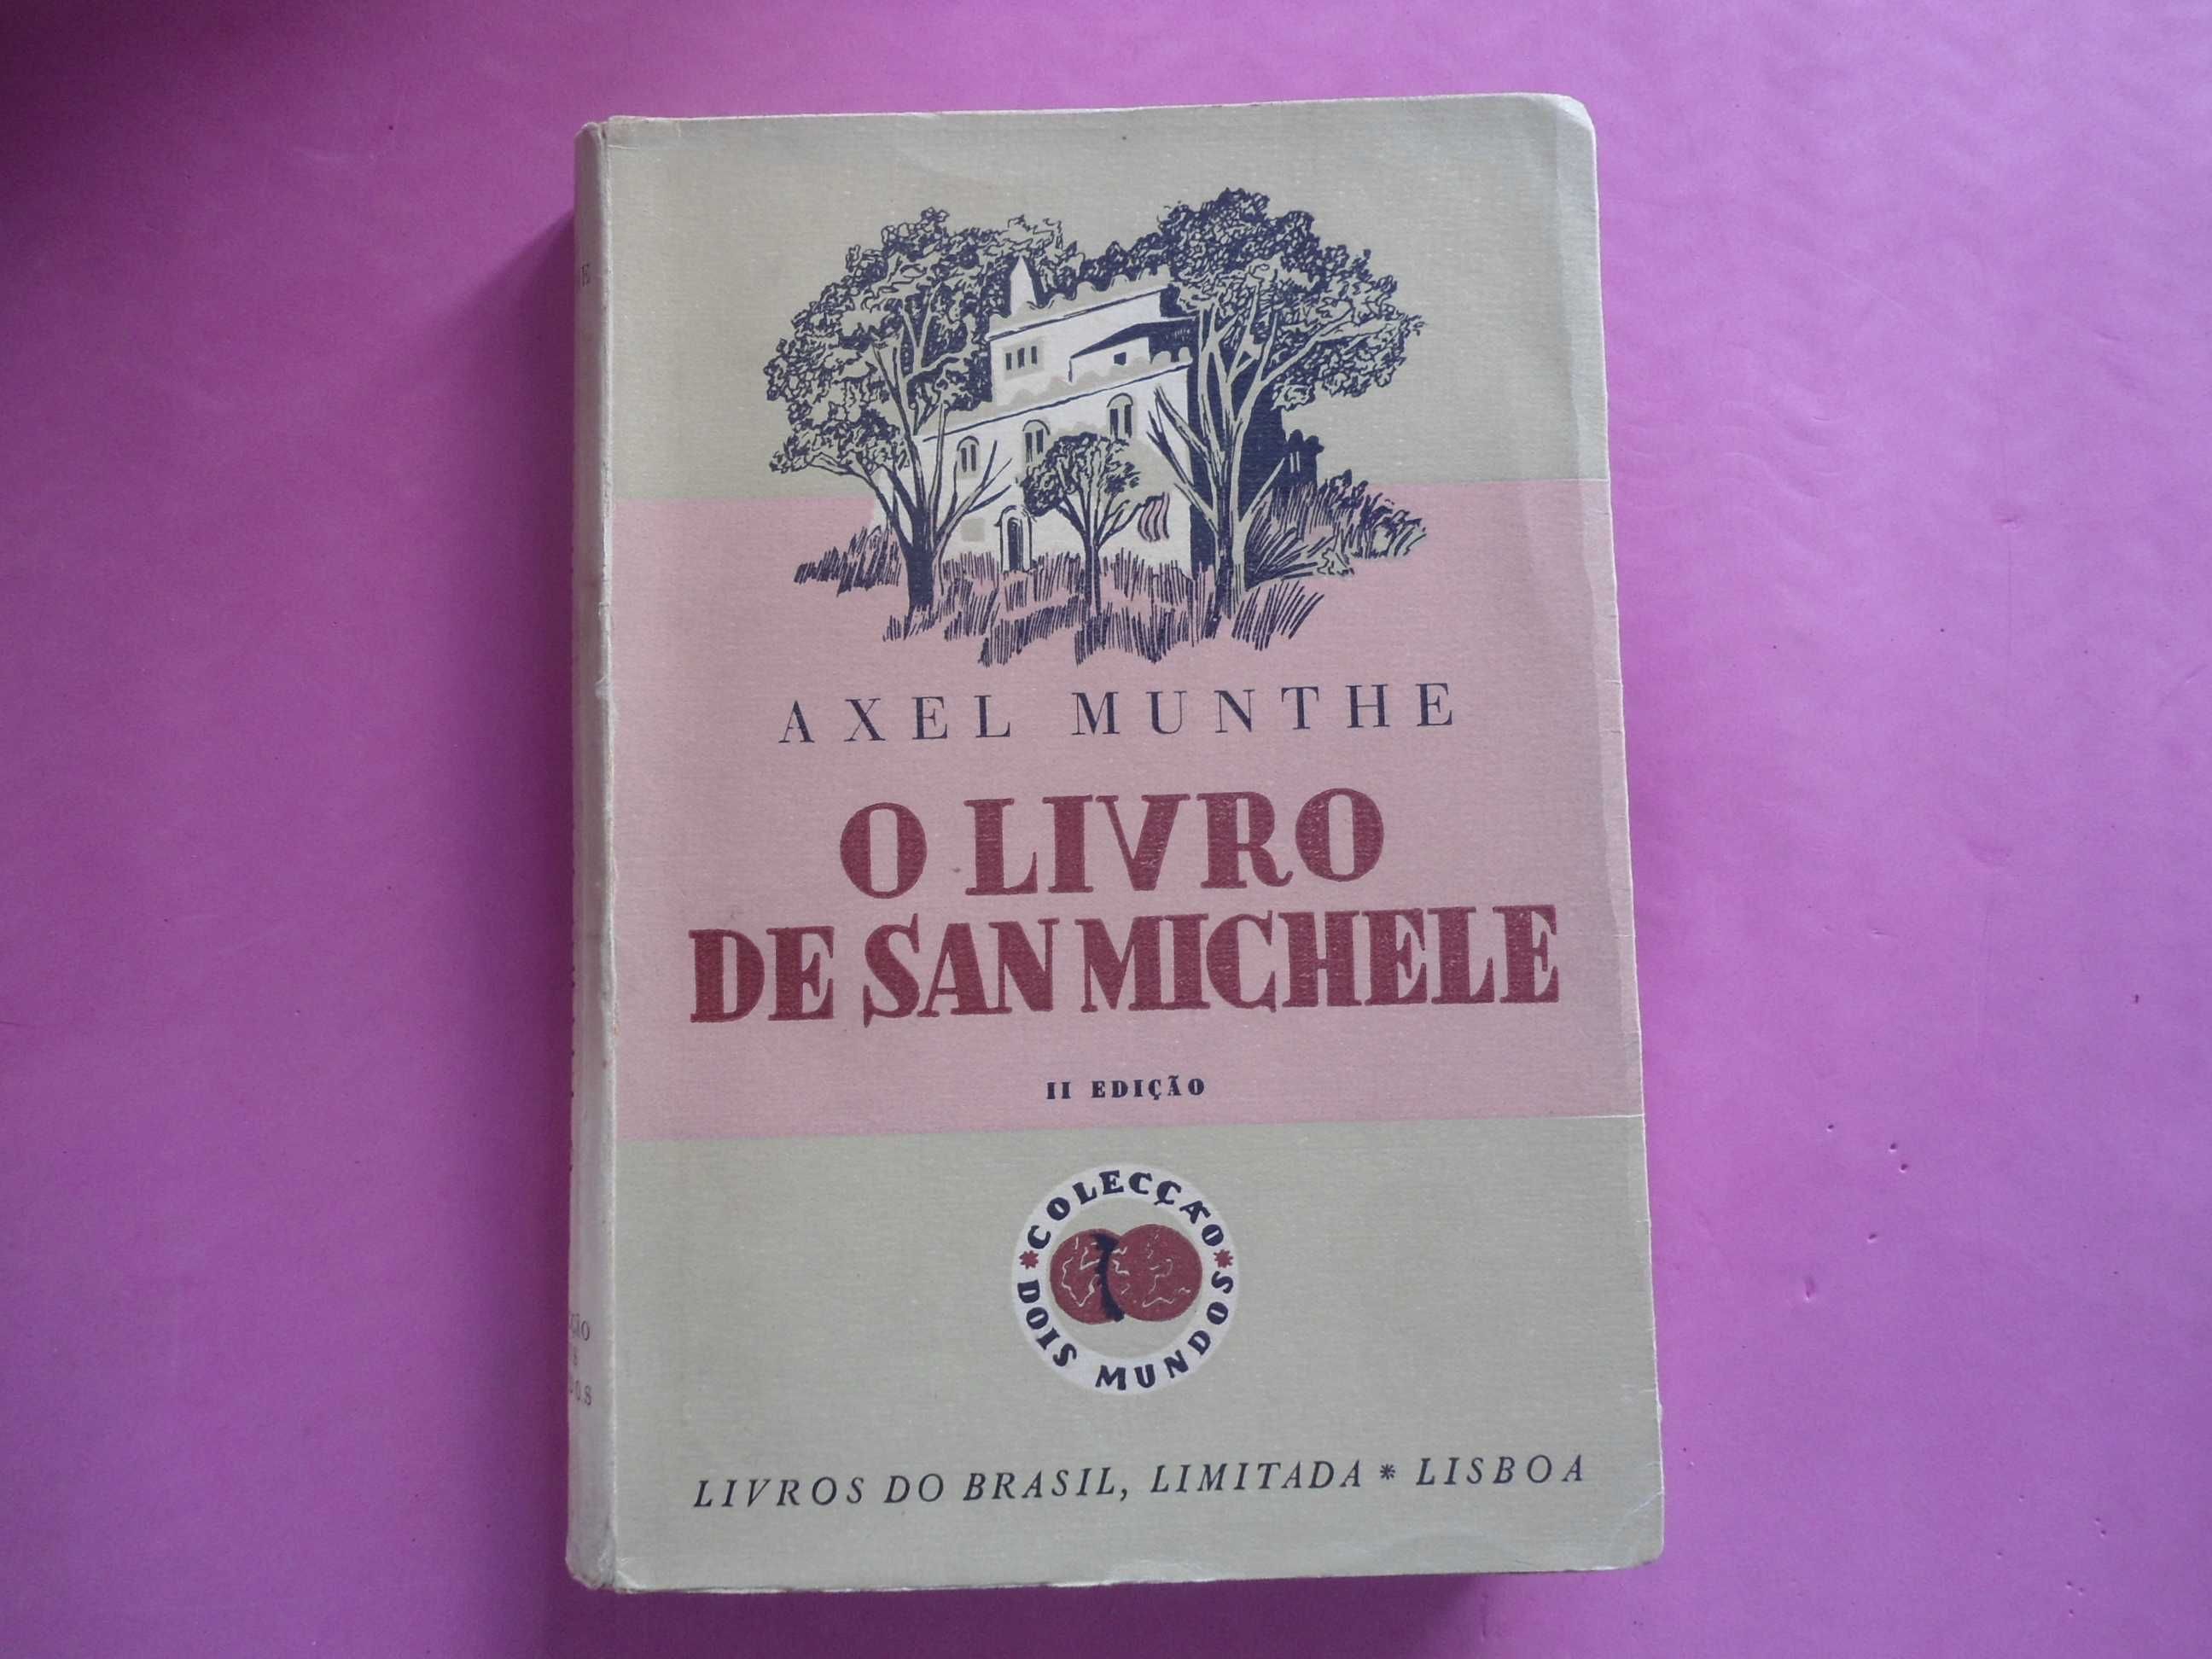 AXEL MUNTHE
O LIVRO
DE SAN MICHELE
II EDIÇÃO
* COLECÇÃO *
DOIS MUNDOS
LIVROS DO BRASIL, LIMITADA * LISBOA